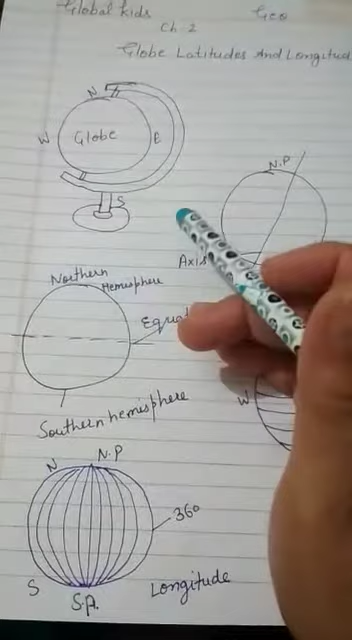 Global Kids Geo
Ch-2
Globe Latitudes And Longitud
N
W Globe E
S
N.P
Axis
Northern
Hemisphere
Equat
Southern hemisphere
W
N N.P
360
S S.P. Longitude